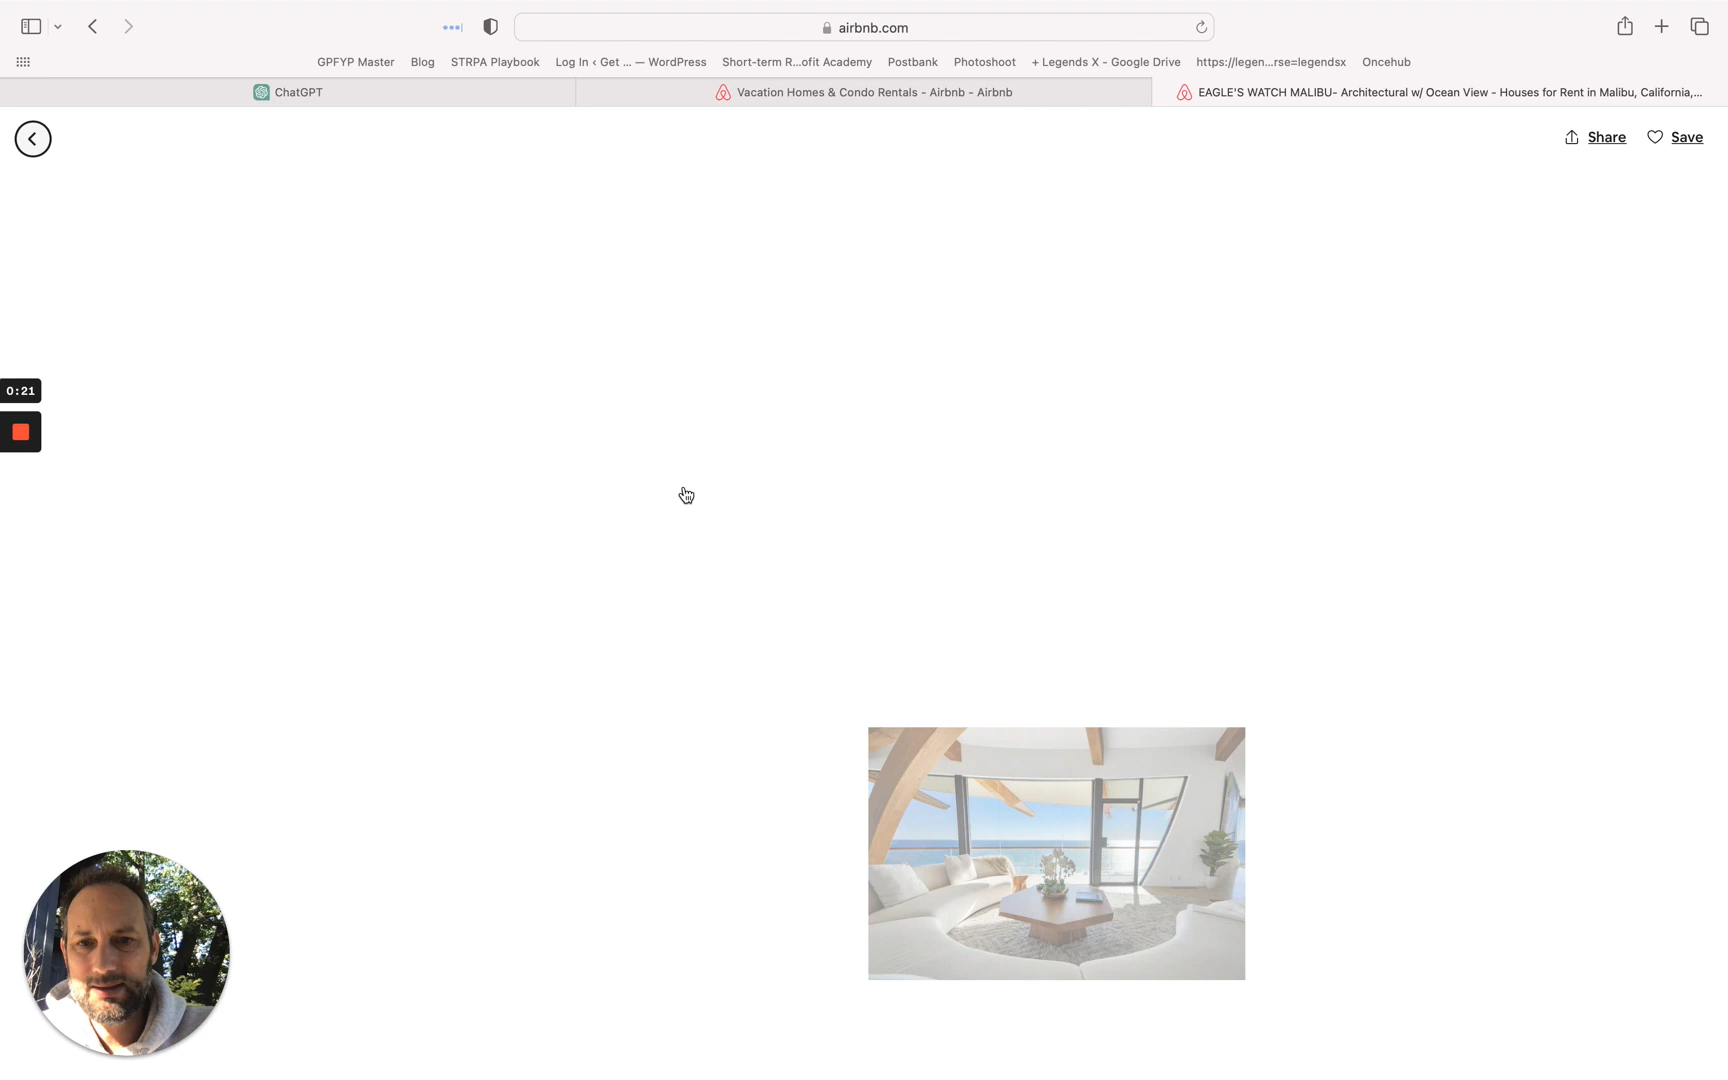 airbnb.com
GPFYP Master Blog STRPA Playbook Log In ‹ Get ... — WordPress Short-term R...ofit Academy Postbank Photoshoot + Legends X - Google Drive https://legen...rse=legendsx Oncehub
ChatGPT Vacation Homes & Condo Rentals - Airbnb - Airbnb EAGLE'S WATCH MALIBU- Architectural w/ Ocean View - Houses for Rent in Malibu, California,...
Share Save
0:21